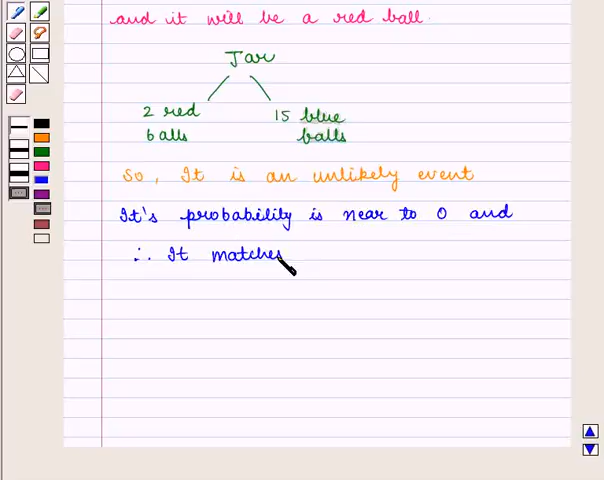 and it will be a red ball.
Jar
2 red 15 blue
balls balls
So, It is an unlikely event
It's probability is near to 0 and
∴ It matches